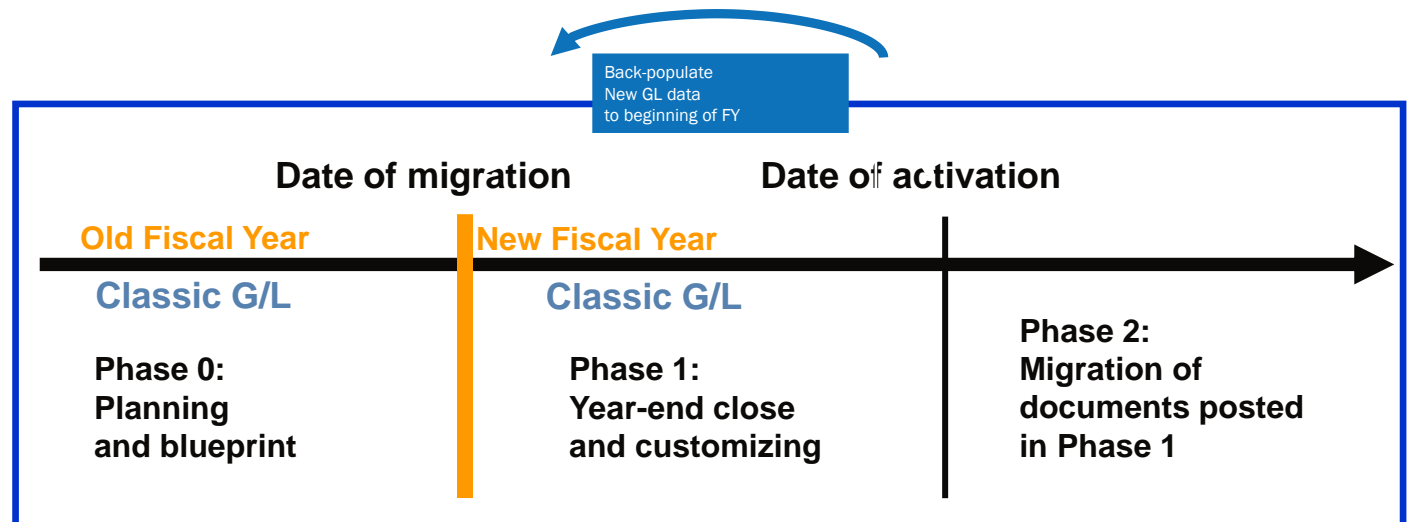 Back-populate
New GL data
to beginning of FY
Date of migration
Date of activation
Old Fiscal Year
New Fiscal Year
Classic G/L
Classic G/L
Phase 0:
Planning
and blueprint
Phase 1:
Year-end close
and customizing
Phase 2:
Migration of
documents posted
in Phase 1